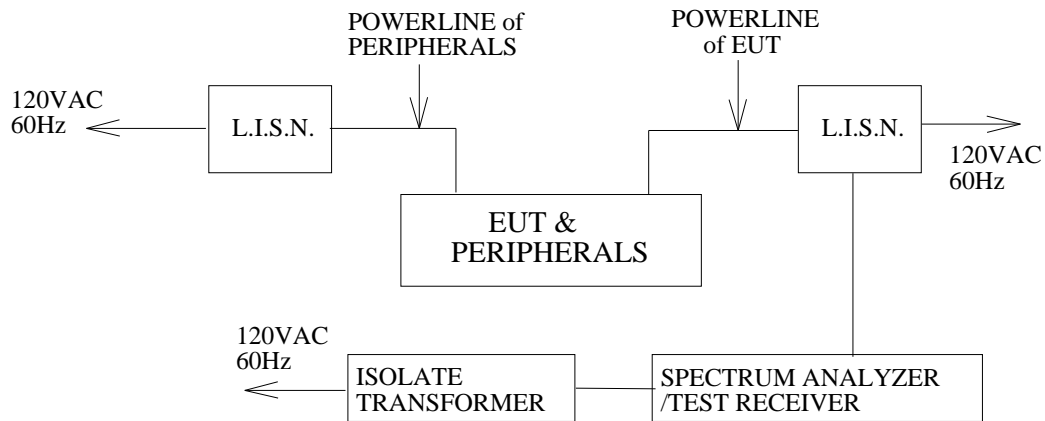 POWERLINE of
PERIPHERALS
POWERLINE
of EUT
120VAC
60Hz
L.I.S.N.
L.I.S.N.
120VAC
60Hz
EUT &
PERIPHERALS
120VAC
60Hz
ISOLATE
TRANSFORMER
SPECTRUM ANALYZER
/TEST RECEIVER